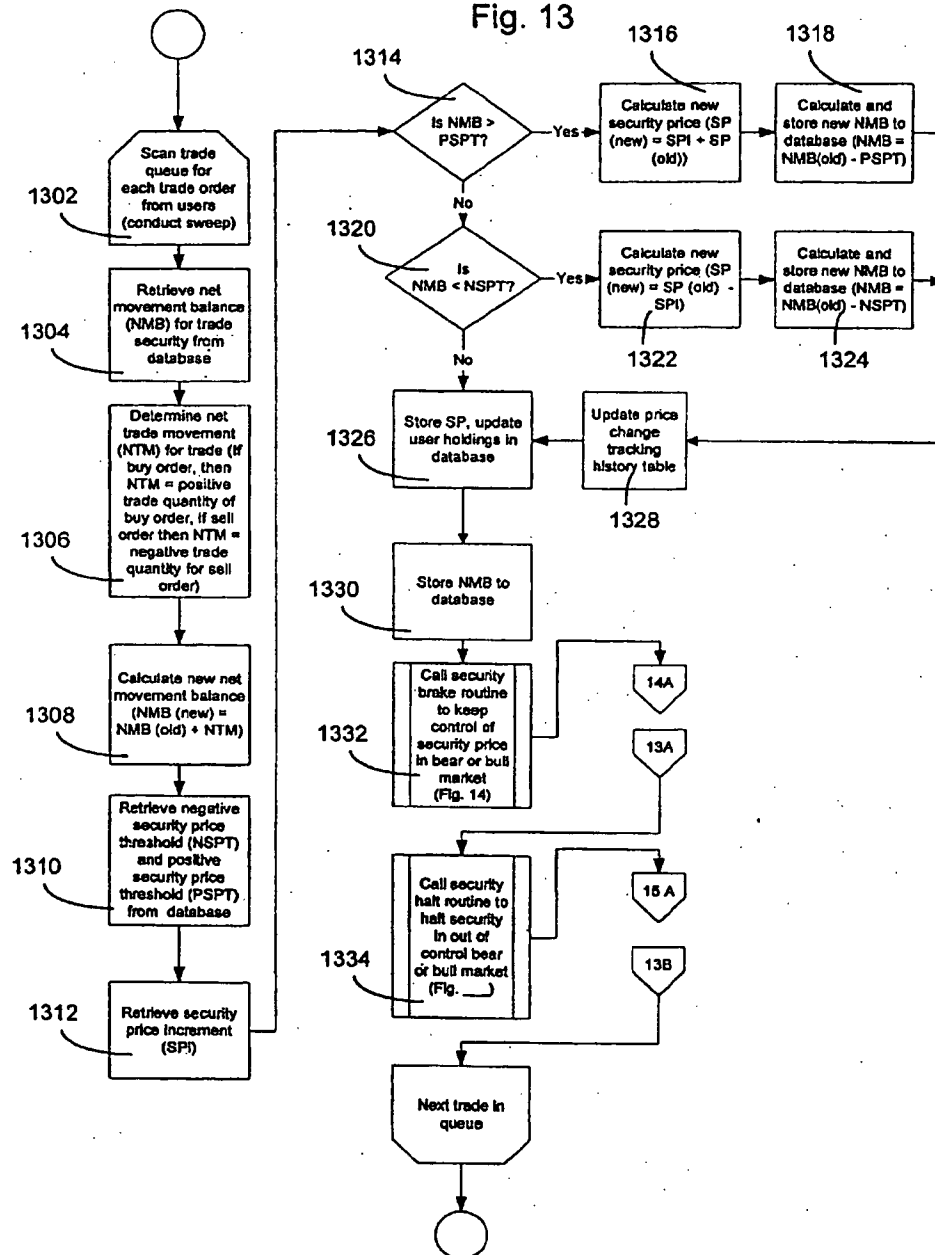 Fig. 13
Scan trade
queue for
each trade order
from users
(conduct sweep)
1302
Retrieve net
movement balance
(NMB) for trade
security from
database
1304
Determine net
trade movement
(NTM) for trade (If
buy order, then
NTM = positive
trade quantity of
buy order, if sell
order then NTM =
negative trade
quantity for sell
order)
1306
Calculate new net
movement balance
(NMB (new) =
NMB (old) + NTM)
1308
Retrieve negative
security price
threshold (NSPT)
and positive
security price
threshold (PSPT)
from database
1310
Retrieve security
price increment
(SPI)
1312
1314
Is NMB >
PSPT?
Yes
No
1316
Calculate new
security price (SP
(new) = SPI + SP
(old))
1318
Calculate and
store new NMB to
database (NMB =
NMB(old) - PSPT)
1320
Is
NMB < NSPT?
Yes
No
Calculate new
security price (SP
(new) = SP (old) -
SPI)
1322
Calculate and
store new NMB to
database (NMB =
NMB(old) - NSPT)
1324
Store SP, update
user holdings in
database
1326
Update price
change
tracking
history table
1328
Store NMB to
database
1330
Call security
brake routine
to keep
control of
security price
in bear or bull
market
(Fig. 14)
1332
14A
13A
Call security
halt routine to
halt security
in out of
control bear
or bull market
(Fig. ___)
1334
15 A
13B
Next trade in
queue